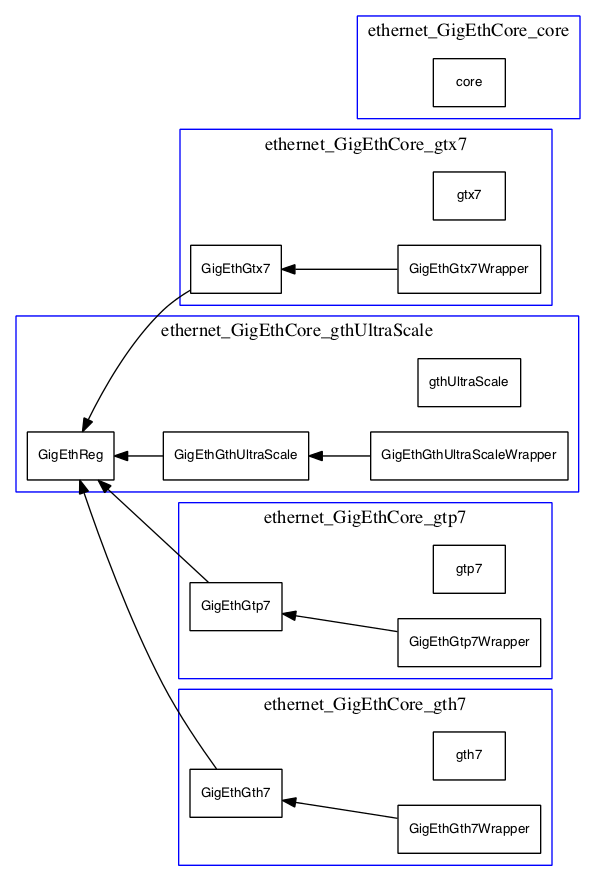 ethernet_GigEthCore_core
core
ethernet_GigEthCore_gtx7
gtx7
GigEthGtx7
GigEthGtx7Wrapper
ethernet_GigEthCore_gthUltraScale
gthUltraScale
GigEthReg
GigEthGthUltraScale
GigEthGthUltraScaleWrapper
ethernet_GigEthCore_gtp7
gtp7
GigEthGtp7
GigEthGtp7Wrapper
ethernet_GigEthCore_gth7
gth7
GigEthGth7
GigEthGth7Wrapper